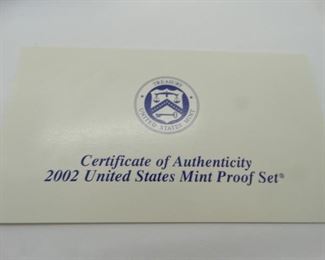 TREASURY
UNITED STATES MINT
Certificate of Authenticity
2002 United States Mint Proof Set®